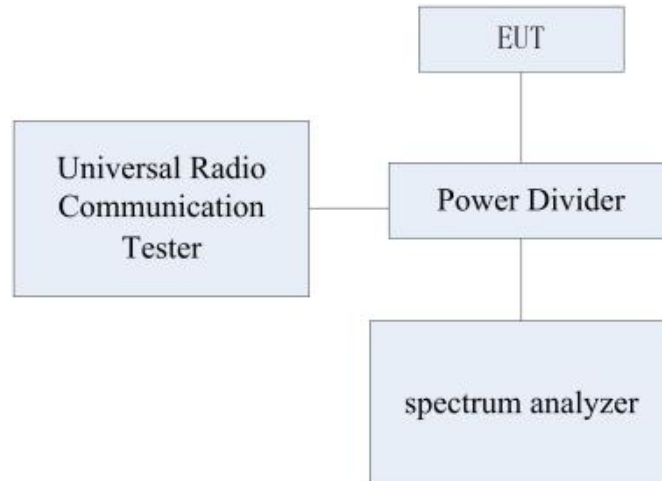 EUT
Universal Radio
Communication
Tester
Power Divider
spectrum analyzer